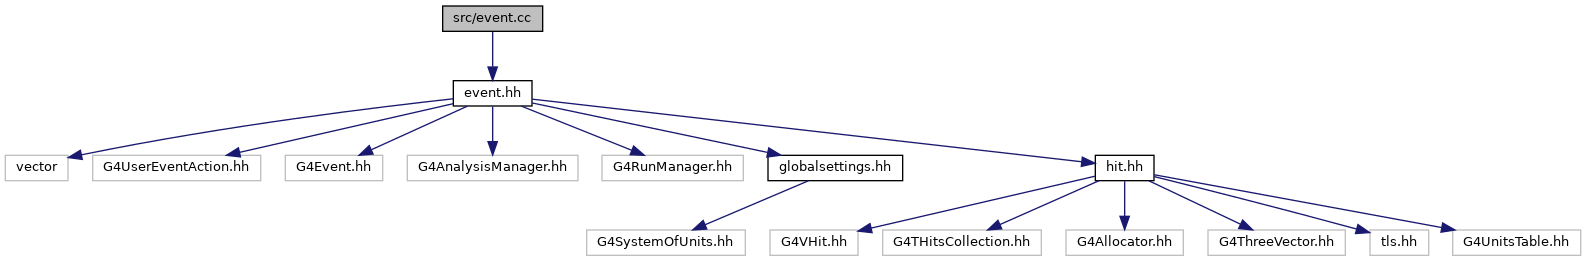 src/event.cc
event.hh
vector
G4UserEventAction.hh
G4Event.hh
G4AnalysisManager.hh
G4RunManager.hh
globalsettings.hh
hit.hh
G4SystemOfUnits.hh
G4VHit.hh
G4THitsCollection.hh
G4Allocator.hh
G4ThreeVector.hh
tls.hh
G4UnitsTable.hh